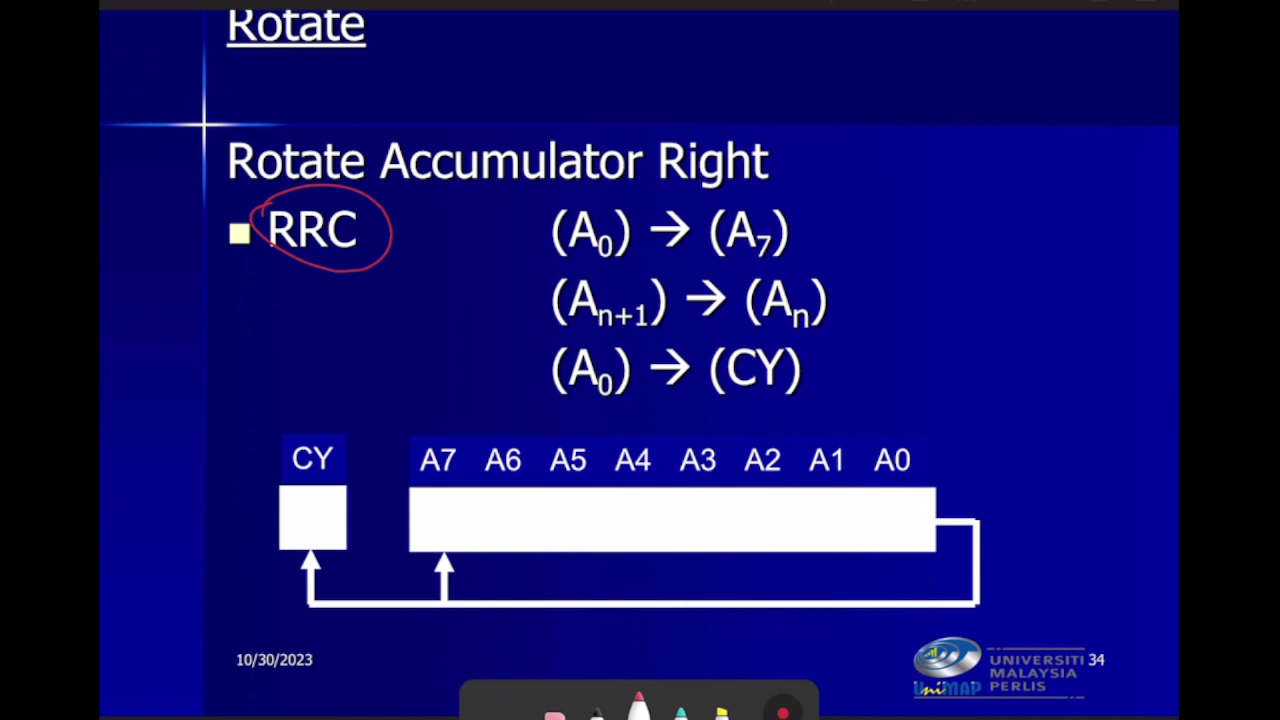 Rotate
Rotate Accumulator Right
RRC (A0) → (A7)
(An+1) → (An)
(A0) → (CY)
CY A7 A6 A5 A4 A3 A2 A1 A0
10/30/2023
UniMAP
UNIVERSITI
MALAYSIA
PERLIS
34